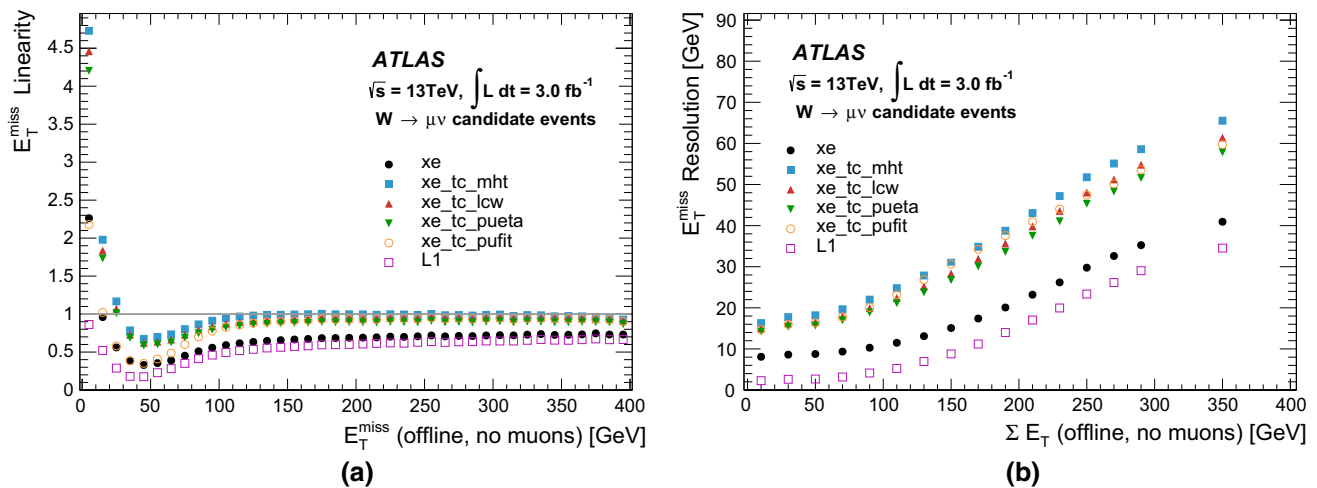 E_T^miss Linearity
4.5
4
3.5
3
2.5
2
1.5
1
0.5
0
ATLAS
√s = 13TeV, ∫L dt = 3.0 fb⁻¹
W → μν candidate events
xe
xe_tc_mht
xe_tc_lcw
xe_tc_pueta
xe_tc_pufit
L1
0 50 100 150 200 250 300 350 400
E_T^miss (offline, no muons) [GeV]
(a)
E_T^miss Resolution [GeV]
90
80
70
60
50
40
30
20
10
0
ATLAS
√s = 13TeV, ∫L dt = 3.0 fb⁻¹
W → μν candidate events
xe
xe_tc_mht
xe_tc_lcw
xe_tc_pueta
xe_tc_pufit
L1
0 50 100 150 200 250 300 350 400
Σ E_T (offline, no muons) [GeV]
(b)